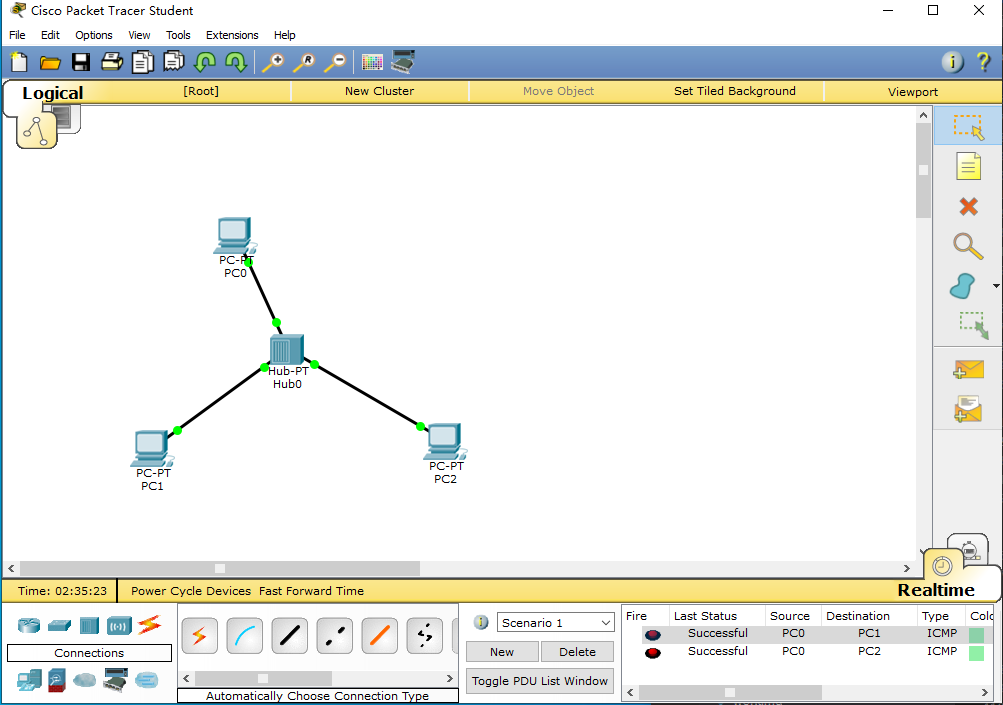 Cisco Packet Tracer Student
File Edit Options View Tools Extensions Help
Logical [Root] New Cluster Move Object Set Tiled Background Viewport
PC-PT
PC0
Hub-PT
Hub0
PC-PT
PC1
PC-PT
PC2
Time: 02:35:23 Power Cycle Devices Fast Forward Time Realtime
Connections
Automatically Choose Connection Type
Scenario 1
New Delete
Toggle PDU List Window
Fire Last Status Source Destination Type Colo
Successful PC0 PC1 ICMP
Successful PC0 PC2 ICMP